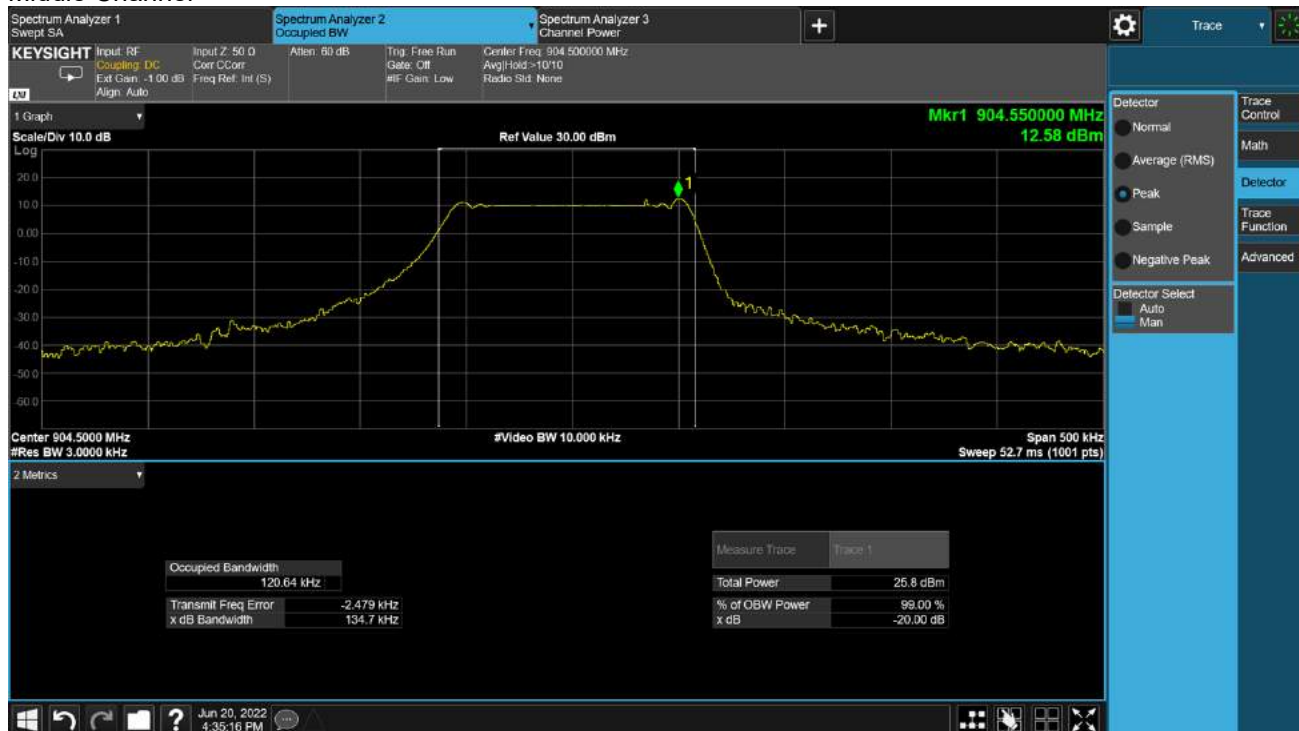 Middle Channel
Spectrum Analyzer 1
Swept SA
Spectrum Analyzer 2
Occupied BW
Spectrum Analyzer 3
Channel Power
+
Trace
KEYSIGHT
Input: RF
Coupling: DC
Ext Gain: -1.00 dB
Align: Auto
Input Z: 50 Ω
Corr CCorr
Freq Ref: Int (S)
Atten: 60 dB
Trig: Free Run
Gate: Off
#IF Gain: Low
Center Freq: 904.500000 MHz
Avg|Hold:>10/10
Radio Std: None
LXI
1 Graph
Scale/Div 10.0 dB
Log
Ref Value 30.00 dBm
Mkr1 904.550000 MHz
12.58 dBm
20.0
10.0
0.00
-10.0
-20.0
-30.0
-40.0
-50.0
-60.0
1
Center 904.5000 MHz
#Res BW 3.0000 kHz
#Video BW 10.000 kHz
Span 500 kHz
Sweep 52.7 ms (1001 pts)
2 Metrics
Occupied Bandwidth
120.64 kHz
Transmit Freq Error -2.479 kHz
x dB Bandwidth 134.7 kHz
Measure Trace Trace 1
Total Power 25.8 dBm
% of OBW Power 99.00 %
x dB -20.00 dB
Detector
Normal
Average (RMS)
Peak
Sample
Negative Peak
Detector Select
Auto
Man
Trace
Control
Math
Detector
Trace
Function
Advanced
?
Jun 20, 2022
4:35:16 PM